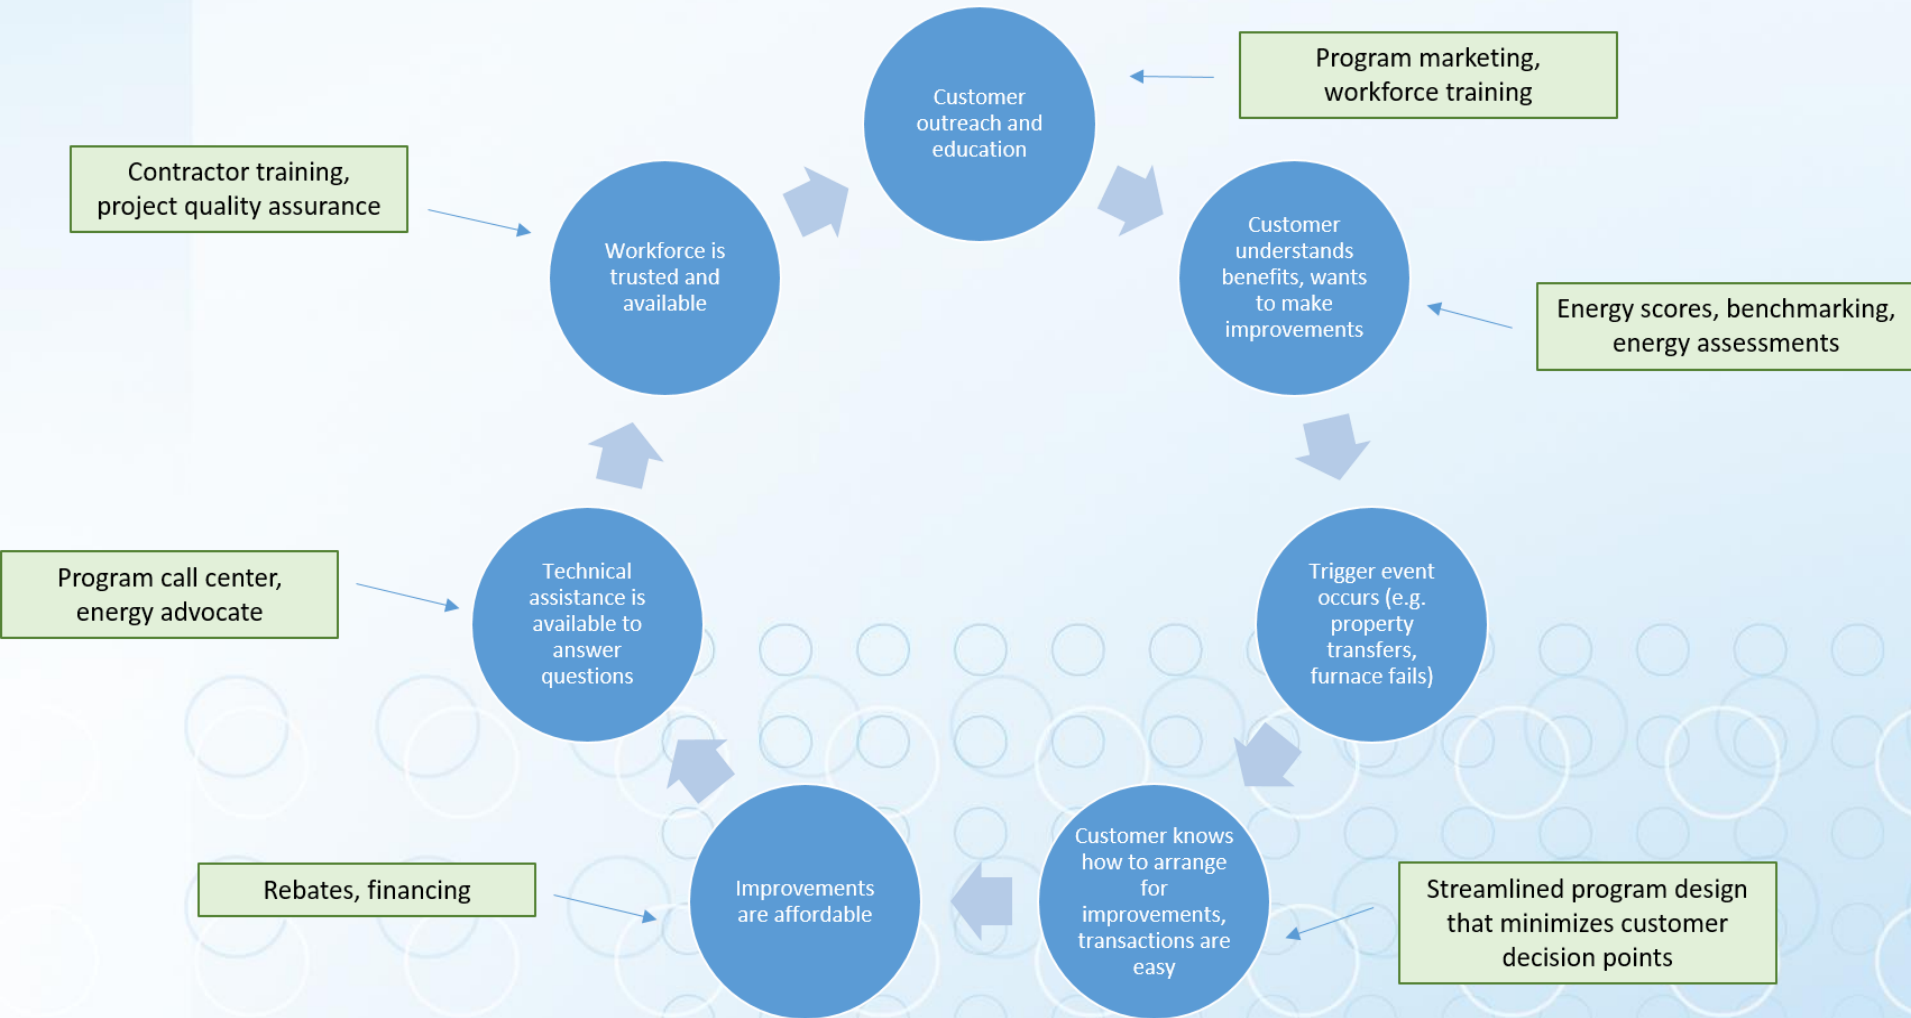 Customer
outreach and
education
Program marketing,
workforce training
Customer
understands
benefits, wants
to make
improvements
Energy scores, benchmarking,
energy assessments
Trigger event
occurs (e.g.
property
transfers,
furnace fails)
Customer knows
how to arrange
for
improvements,
transactions are
easy
Streamlined program design
that minimizes customer
decision points
Improvements
are affordable
Rebates, financing
Technical
assistance is
available to
answer
questions
Program call center,
energy advocate
Workforce is
trusted and
available
Contractor training,
project quality assurance